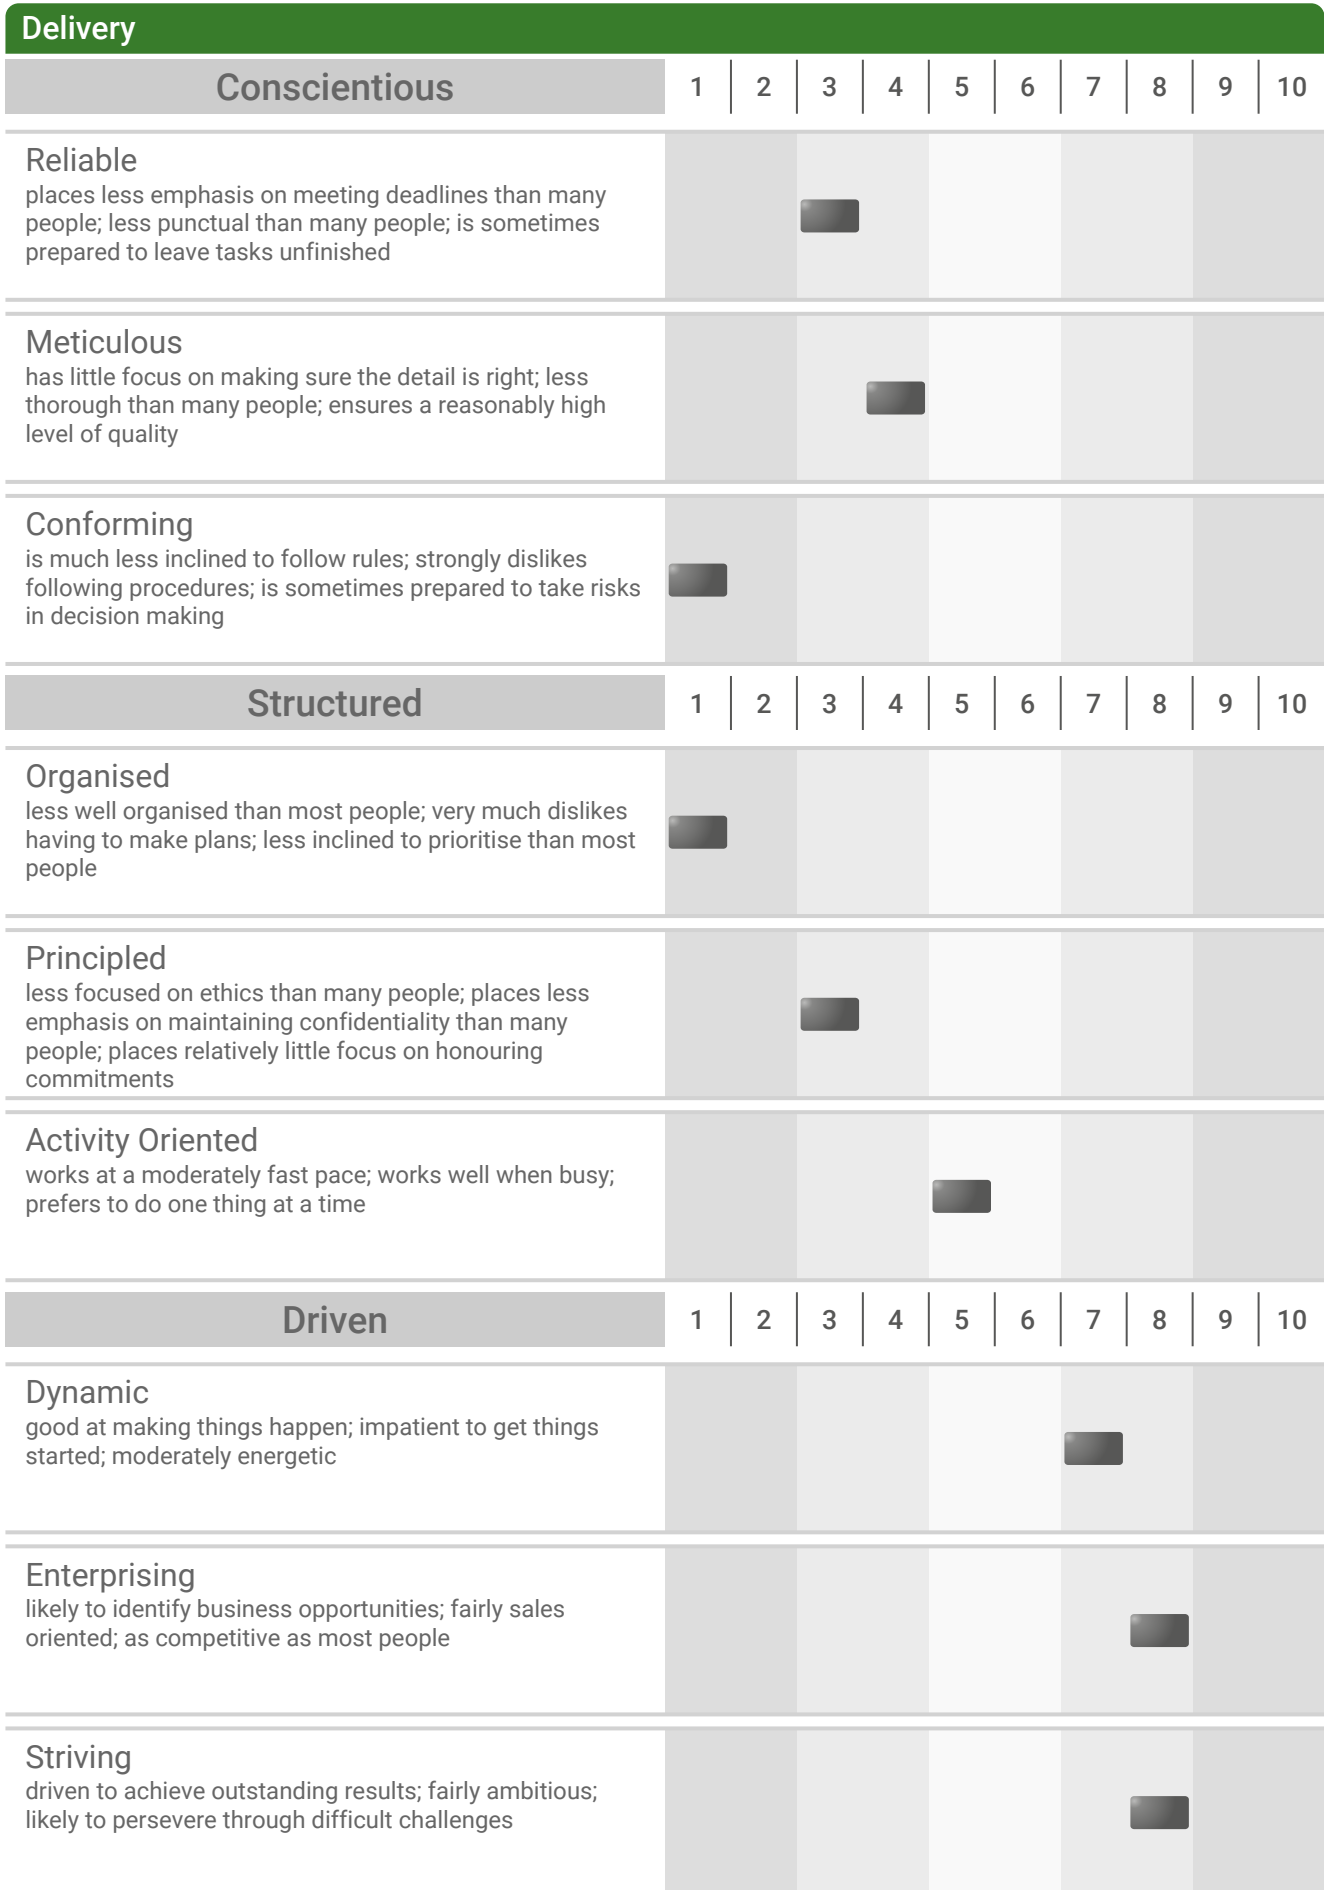 Delivery
Conscientious 1 2 3 4 5 6 7 8 9 10
Reliable
places less emphasis on meeting deadlines than many
people; less punctual than many people; is sometimes
prepared to leave tasks unfinished
Meticulous
has little focus on making sure the detail is right; less
thorough than many people; ensures a reasonably high
level of quality
Conforming
is much less inclined to follow rules; strongly dislikes
following procedures; is sometimes prepared to take risks
in decision making
Structured 1 2 3 4 5 6 7 8 9 10
Organised
less well organised than most people; very much dislikes
having to make plans; less inclined to prioritise than most
people
Principled
less focused on ethics than many people; places less
emphasis on maintaining confidentiality than many
people; places relatively little focus on honouring
commitments
Activity Oriented
works at a moderately fast pace; works well when busy;
prefers to do one thing at a time
Driven 1 2 3 4 5 6 7 8 9 10
Dynamic
good at making things happen; impatient to get things
started; moderately energetic
Enterprising
likely to identify business opportunities; fairly sales
oriented; as competitive as most people
Striving
driven to achieve outstanding results; fairly ambitious;
likely to persevere through difficult challenges